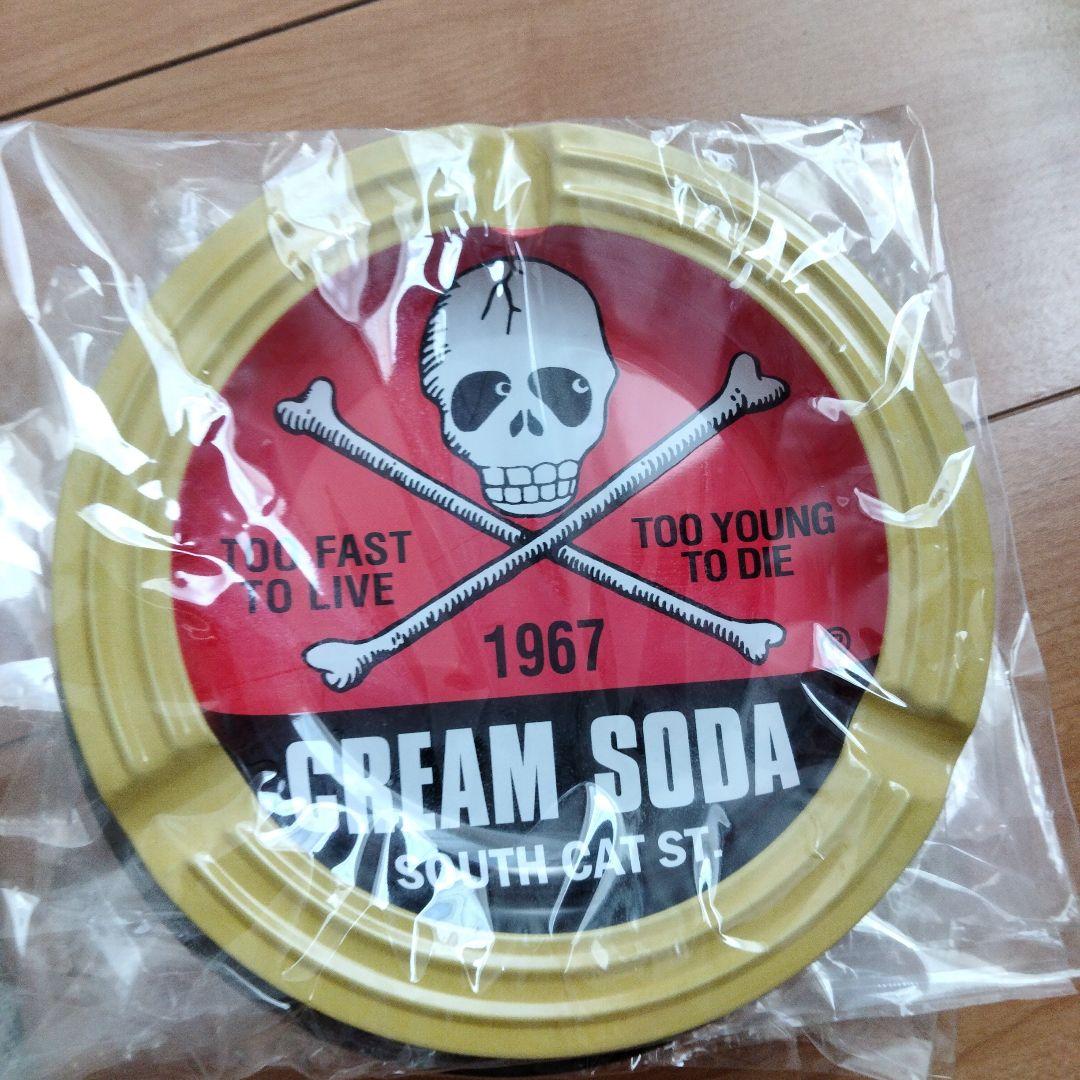 TOO FAST
TO LIVE
TOO YOUNG
TO DIE
1967
®
CREAM SODA
SOUTH CAT ST.